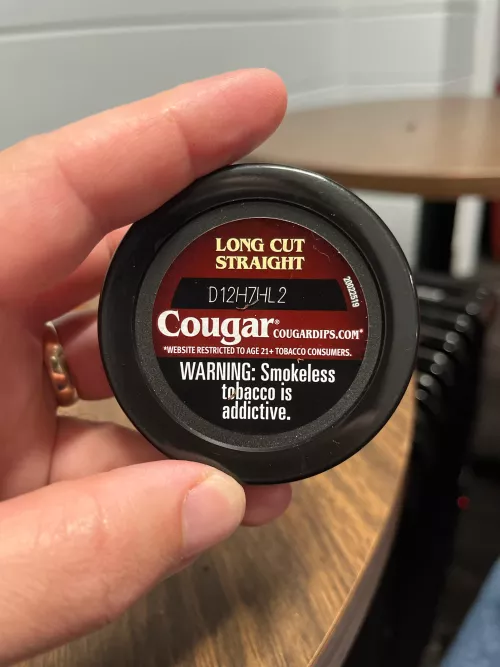 LONG CUT
STRAIGHT
D12H7HL2
20022519
Cougar® COUGARDIPS.COM*
*WEBSITE RESTRICTED TO AGE 21+ TOBACCO CONSUMERS.
WARNING: Smokeless
tobacco is
addictive.